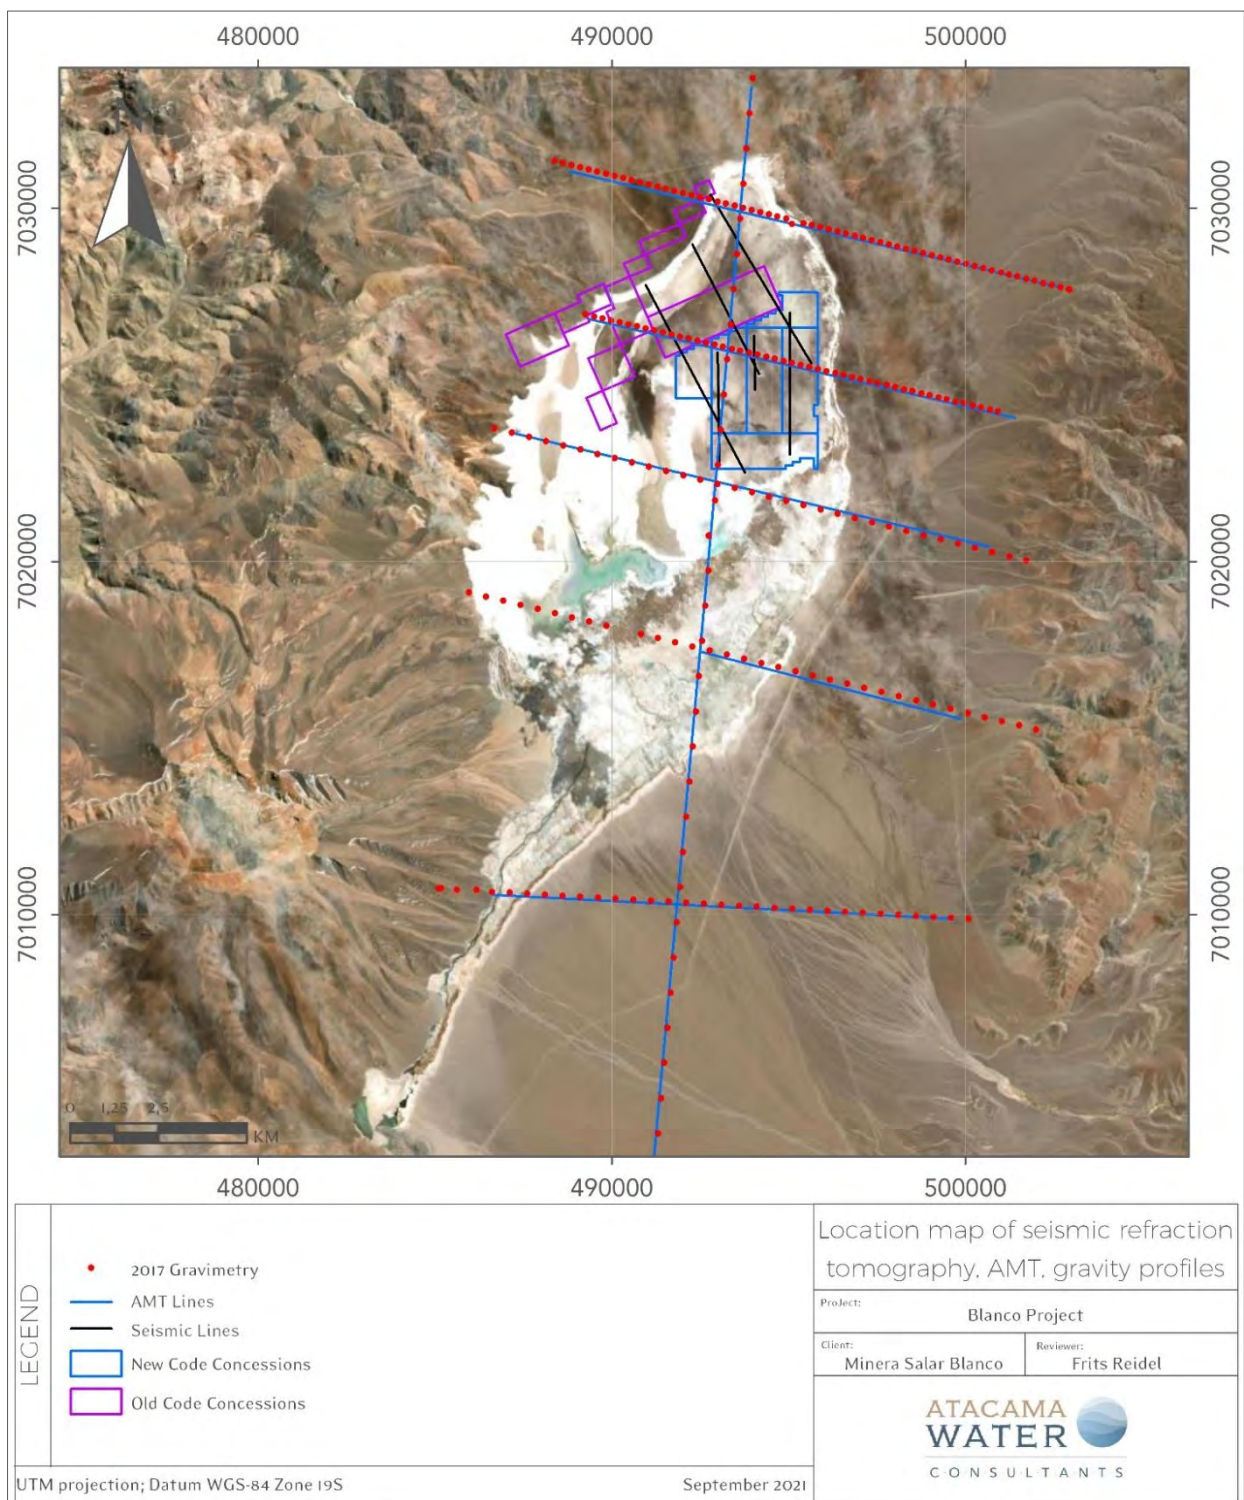 480000 490000 500000
7030000 7030000
7020000 7020000
7010000 7010000
0 1,25 2,5 5
KM
480000 490000 500000
LEGEND
2017 Gravimetry
AMT Lines
Seismic Lines
New Code Concessions
Old Code Concessions
UTM projection; Datum WGS-84 Zone 19S
September 2021
Location map of seismic refraction
tomography, AMT, gravity profiles
Project:
Blanco Project
Client:
Minera Salar Blanco
Reviewer:
Frits Reidel
ATACAMA
WATER
CONSULTANTS